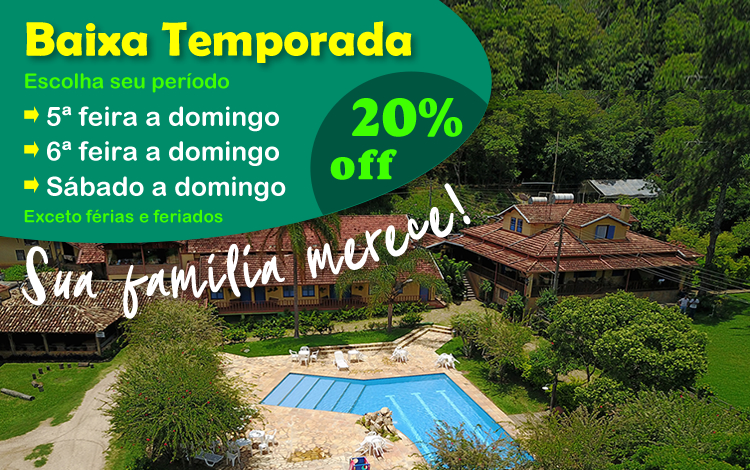 Baixa Temporada
Escolha seu período
5ª feira a domingo
6ª feira a domingo
Sábado a domingo
Exceto férias e feriados
20%
off
Sua família merece!